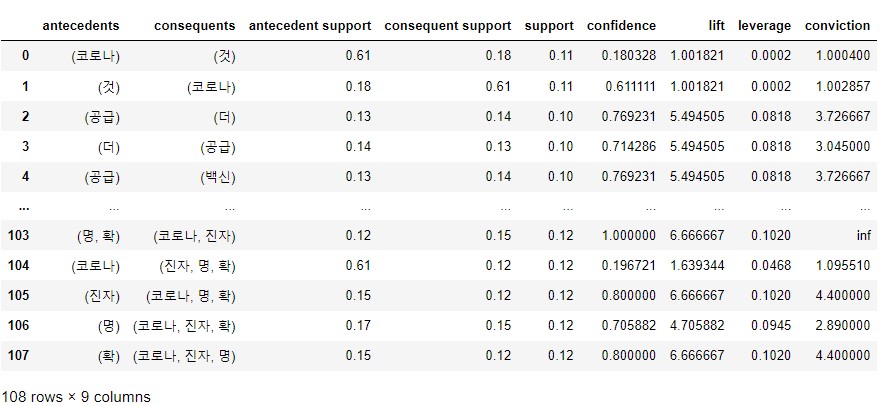 antecedents consequents antecedent support consequent support support confidence lift leverage conviction
0 (코로나) (것) 0.61 0.18 0.11 0.180328 1.001821 0.0002 1.000400
1 (것) (코로나) 0.18 0.61 0.11 0.611111 1.001821 0.0002 1.002857
2 (공급) (더) 0.13 0.14 0.10 0.769231 5.494505 0.0818 3.726667
3 (더) (공급) 0.14 0.13 0.10 0.714286 5.494505 0.0818 3.045000
4 (공급) (백신) 0.13 0.14 0.10 0.769231 5.494505 0.0818 3.726667
... ... ... ... ... ... ... ... ... ...
103 (명, 확) (코로나, 진자) 0.12 0.15 0.12 1.000000 6.666667 0.1020 inf
104 (코로나) (진자, 명, 확) 0.61 0.12 0.12 0.196721 1.639344 0.0468 1.095510
105 (진자) (코로나, 명, 확) 0.15 0.12 0.12 0.800000 6.666667 0.1020 4.400000
106 (명) (코로나, 진자, 확) 0.17 0.15 0.12 0.705882 4.705882 0.0945 2.890000
107 (확) (코로나, 진자, 명) 0.15 0.12 0.12 0.800000 6.666667 0.1020 4.400000
108 rows × 9 columns